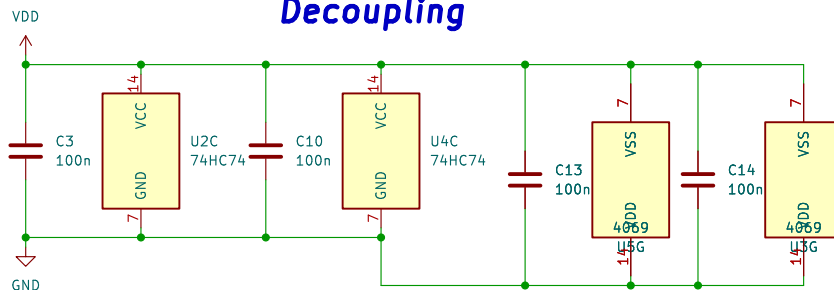 Decoupling
VDD
14
VCC
GND
7
U2C
74HC74
C3
100n
C10
100n
14
VCC
GND
7
U4C
74HC74
C13
100n
7
VSS
VDD
4069
U5G
14
C14
100n
7
VSS
VDD
4069
U3G
14
GND